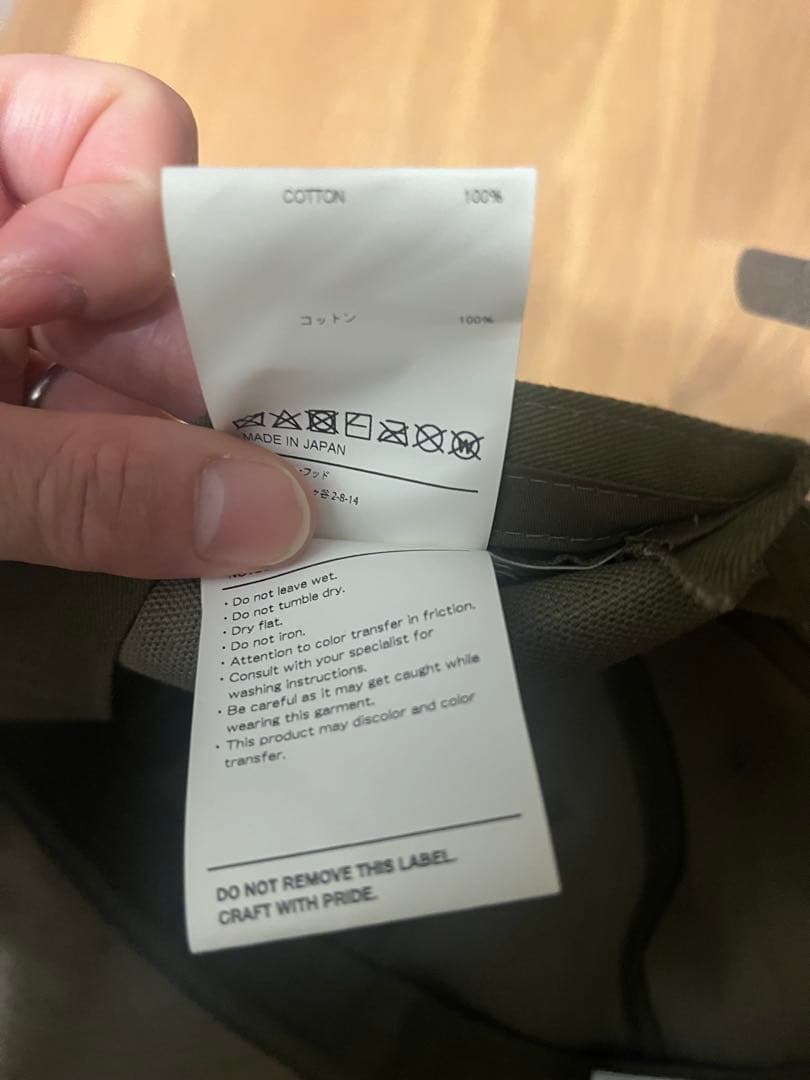 COTTON 100%
コットン 100%
MADE IN JAPAN
・フッド
ヶ谷 2-8-14
・Do not leave wet.
・Do not tumble dry.
・Dry flat.
・Do not iron.
・Attention to color transfer in friction.
・Consult with your specialist for
washing instructions.
・Be careful as it may get caught while
wearing this garment.
・This product may discolor and color
transfer.
DO NOT REMOVE THIS LABEL.
CRAFT WITH PRIDE.